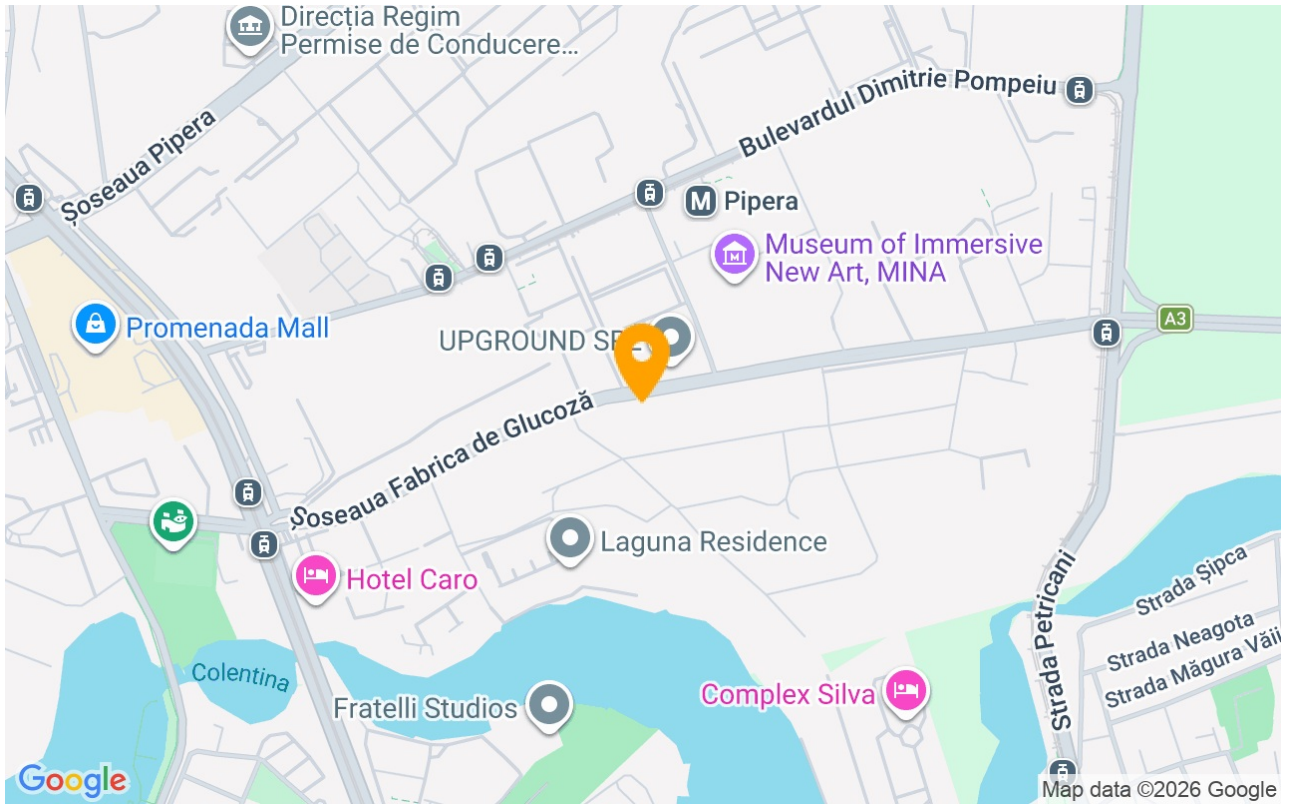 Direcția Regim
Permise de Conducere...
Bulevardul Dimitrie Pompeiu
Șoseaua Pipera
M Pipera
Museum of Immersive
New Art, MINA
Promenada Mall
A3
UPGROUND
Șoseaua Fabrica de Glucoză
Laguna Residence
Hotel Caro
Strada Șipca
Strada Petricani
Strada Neagota
Strada Măgura Văii
Colentina
Complex Silva
Fratelli Studios
Google
Map data ©2026 Google